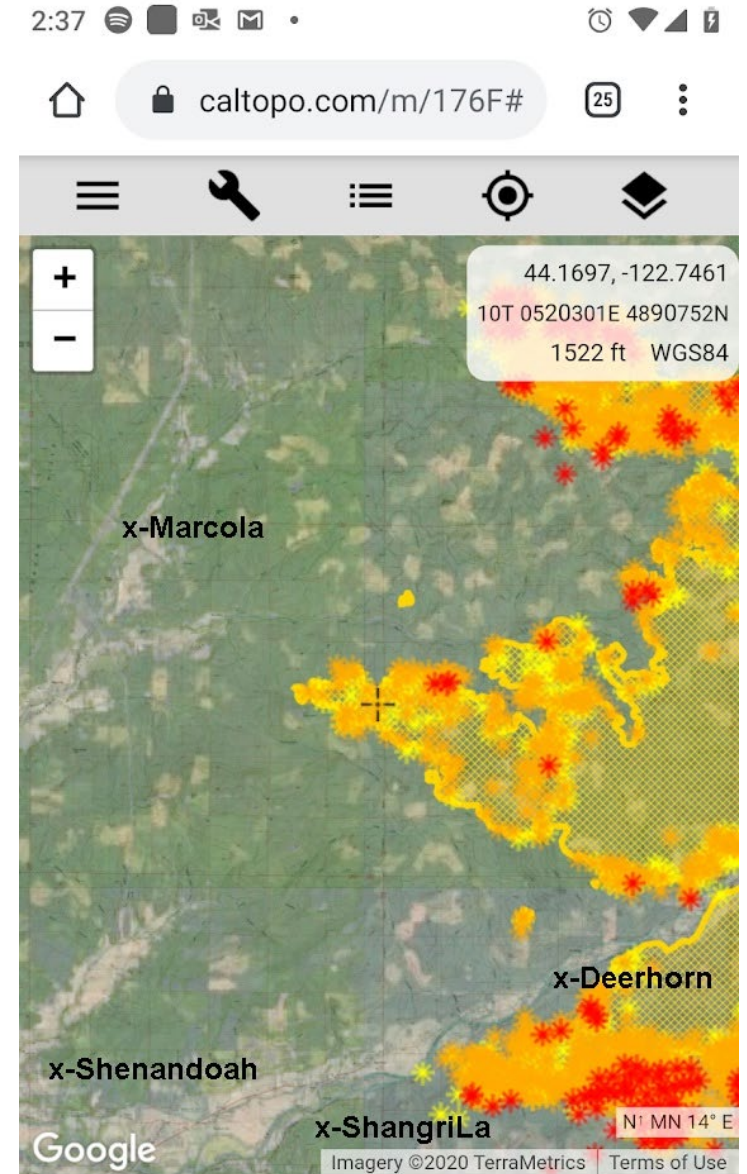 2:37
caltopo.com/m/176F#
25
+
44.1697, -122.7461
10T 0520301E 4890752N
1522 ft WGS84
−
x-Marcola
x-Deerhorn
x-Shenandoah
x-ShangriLa
N↑ MN 14° E
Google
Imagery ©2020 TerraMetrics
Terms of Use